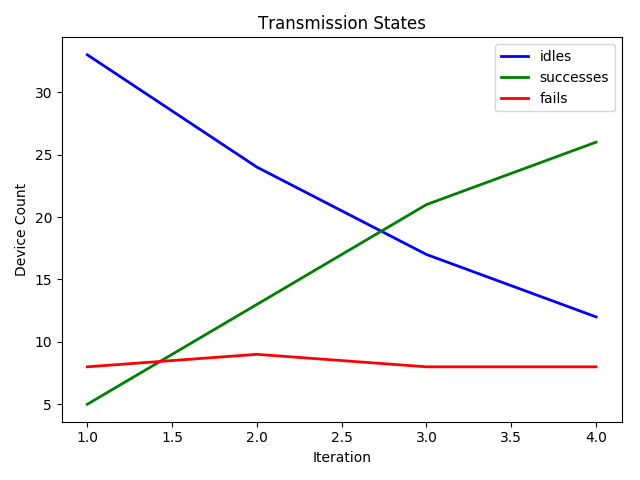 Transmission States
idles
successes
fails
Device Count
30
25
20
15
10
5
1.0 1.5 2.0 2.5 3.0 3.5 4.0
Iteration